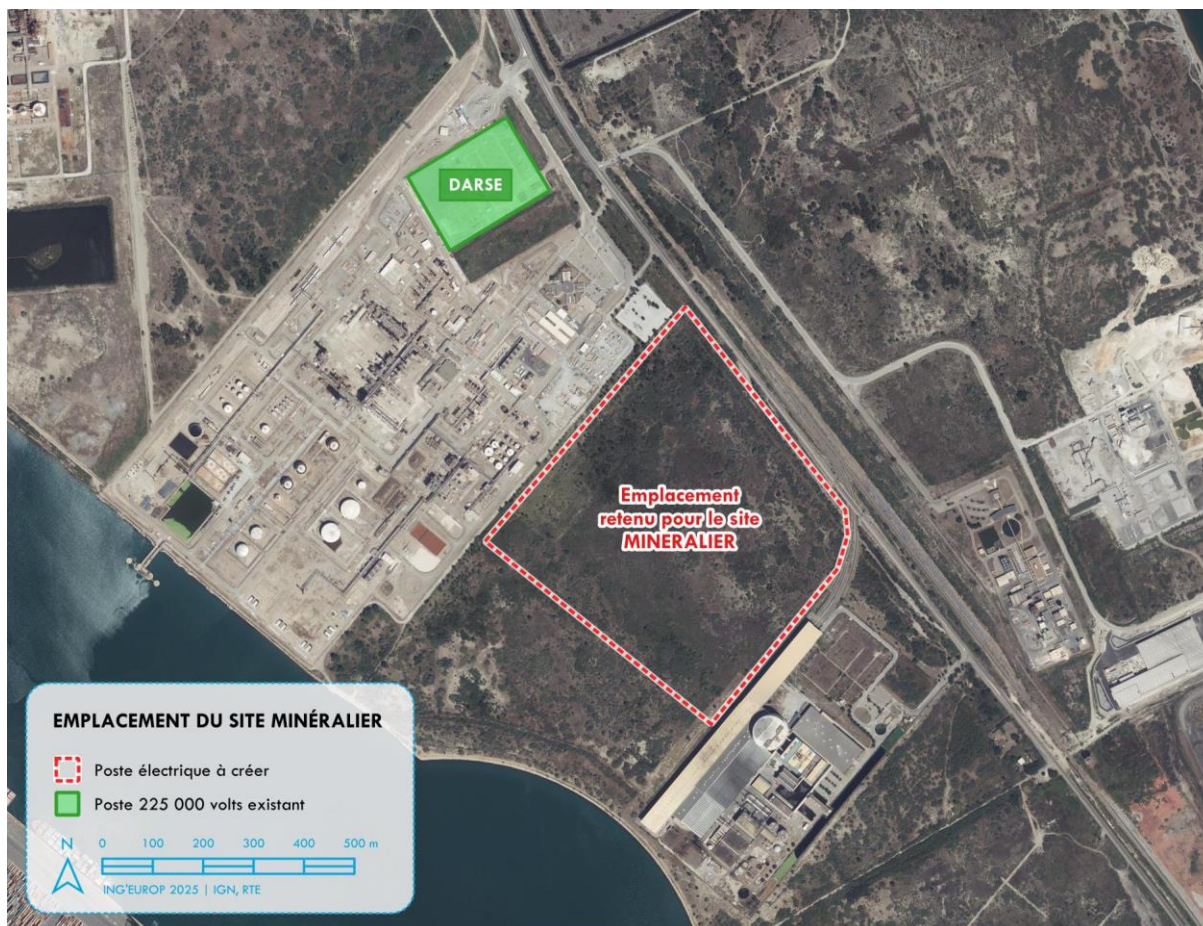 DARSE
Emplacement
retenu pour le site
MINÉRALIER
EMPLACEMENT DU SITE MINÉRALIER
Poste électrique à créer
Poste 225 000 volts existant
N
0 100 200 300 400 500 m
ING'EUROP 2025 | IGN, RTE